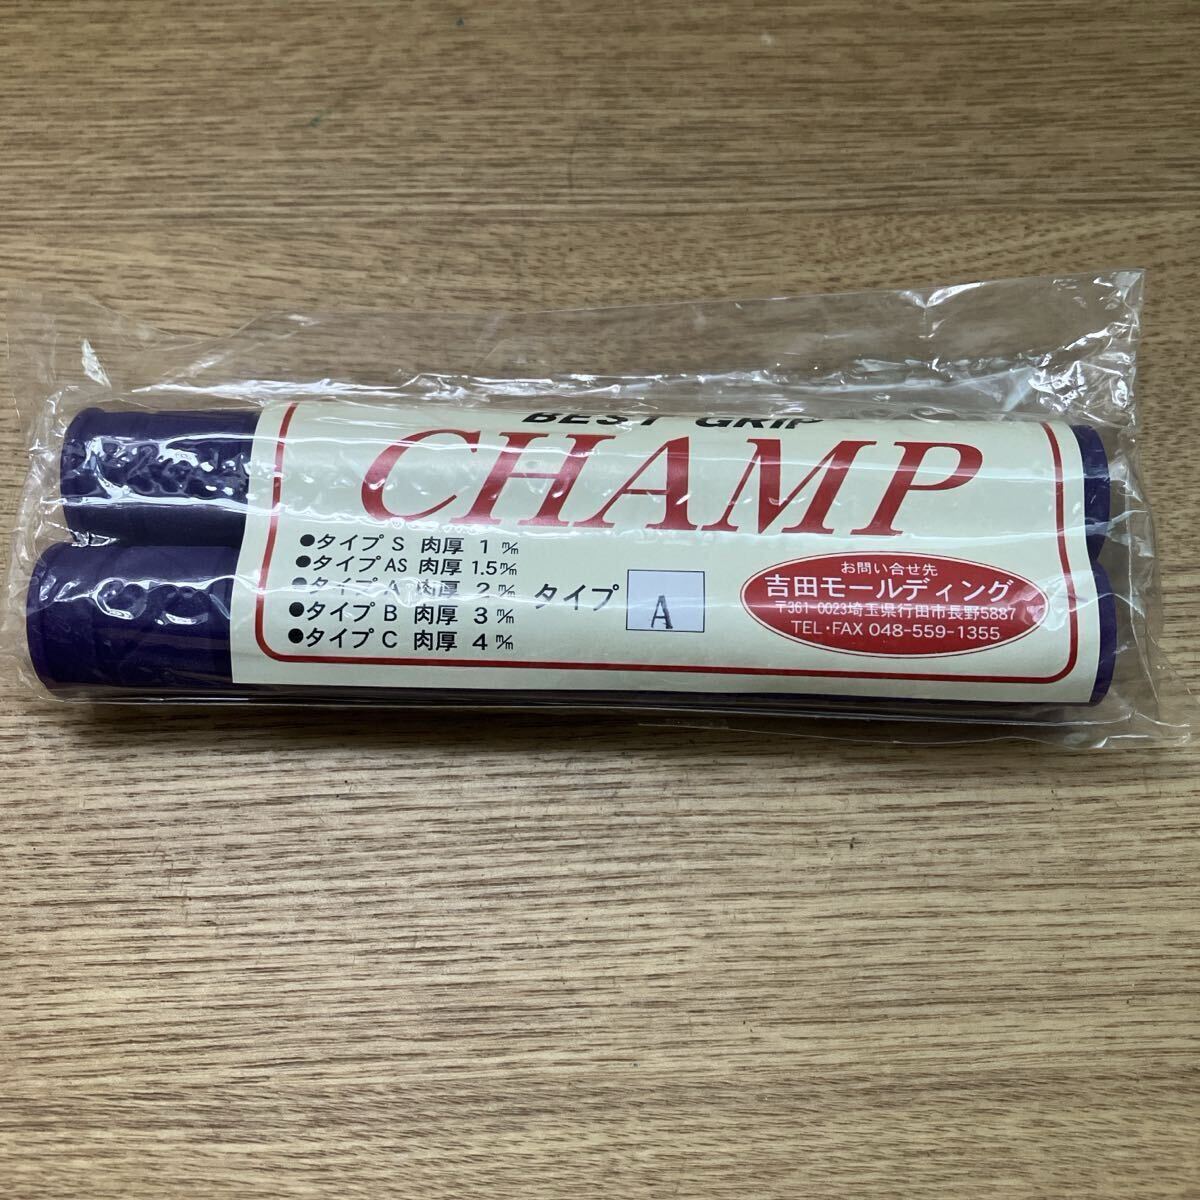 BEST GRIP
CHAMP
●タイプ S 肉厚 1 ㎜
●タイプ AS 肉厚 1.5㎜
●タイプ A 肉厚 2 ㎜
●タイプ B 肉厚 3 ㎜
●タイプ C 肉厚 4 ㎜
タイプ A
お問い合せ先
吉田モールディング
〒361-0023埼玉県行田市長野5887
TEL・FAX 048-559-1355